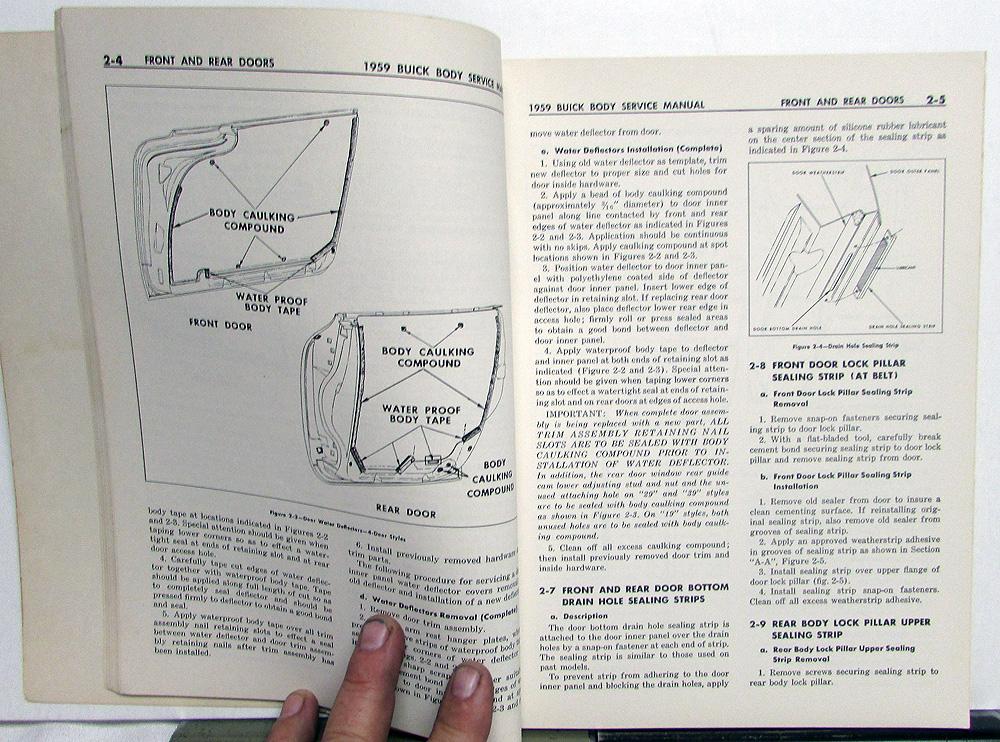 2-4 FRONT AND REAR DOORS
1959 BUICK BODY SERVICE
BODY CAULKING
COMPOUND
WATER PROOF
BODY TAPE
FRONT DOOR
BODY CAULKING
COMPOUND
WATER PROOF
BODY TAPE
BODY
CAULKING
COMPOUND
REAR DOOR
Figure 2-3—Door Water Deflectors—4-Door Styles
body tape at locations indicated in Figures 2-2
and 2-3. Special attention should be given when
taping lower corners so as to effect a water-
tight seal at ends of retaining slot and at rear
door access hole.
4. Carefully tape cut edges of water deflec-
tor together with waterproof body tape. Tape
should be applied along full length of cut so as
to completely seal deflector and should be
pressed firmly to deflector to obtain a good bond
and seal.
5. Apply waterproof body tape over all trim
assembly nail retaining slots to effect a seal
between water deflector and door trim assem-
bly retaining nails after trim assembly has
been installed.
6. Install previously removed hardware
trim parts.
The following procedure for servicing a
inner panel water deflector covers removal
old deflector and installation of a new deflec
d. Water Deflectors Removal (Complete)
1. Remove door trim assembly.
arm rest hanger plates,
strips of waterproof body
corners of water deflector
2-2 and
sharp
1959 BUICK BODY SERVICE MANUAL
FRONT AND REAR DOORS 2-5
move water deflector from door.
e. Water Deflectors Installation (Complete)
1. Using old water deflector as template, trim
new deflector to proper size and cut holes for
door inside hardware.
2. Apply a bead of body caulking compound
(approximately 3/16" diameter) to door inner
panel along line contacted by front and rear
edges of water deflector as indicated in Figures
2-2 and 2-3. Application should be continuous
with no skips. Apply caulking compound at spot
locations shown in Figures 2-2 and 2-3.
3. Position water deflector to door inner pan-
el with polyethylene coated side of deflector
against door inner panel. Insert lower edge of
deflector in retaining slot. If replacing rear door
deflector, also place deflector lower rear edge in
access hole; firmly roll or press sealed areas
to obtain a good bond between deflector and
door inner panel.
4. Apply waterproof body tape to deflector
and inner panel at both ends of retaining slot as
indicated (Figure 2-2 and 2-3). Special atten-
tion should be given when taping lower corners
so as to effect a watertight seal at ends of retain-
ing slot and on rear doors at edges of access hole.
IMPORTANT: When complete door assem-
bly is being replaced with a new part, ALL
TRIM ASSEMBLY RETAINING NAIL
SLOTS ARE TO BE SEALED WITH BODY
CAULKING COMPOUND PRIOR TO IN-
STALLATION OF WATER DEFLECTOR.
In addition, the rear door window rear guide
cam lower adjusting stud and nut and the un-
used attaching hole on "29" and "39" styles
are to be sealed with body caulking compound
as shown in Figure 2-3. On "19" styles, both
unused holes are to be sealed with body caulk-
ing compound.
5. Clean off all excess caulking compound;
then install previously removed door trim and
inside hardware.
2-7 FRONT AND REAR DOOR BOTTOM
DRAIN HOLE SEALING STRIPS
a. Description
The door bottom drain hole sealing strip is
attached to the door inner panel over the drain
holes by a snap-on fastener at each end of strip.
The sealing strip is similar to those used on
past models.
To prevent strip from adhering to the door
inner panel and blocking the drain holes, apply
a sparing amount of silicone rubber lubricant
on the center section of the sealing strip as
indicated in Figure 2-4.
DOOR WEATHERSTRIP
DOOR OUTER PANEL
LUBRICANT
DOOR BOTTOM DRAIN HOLE
DRAIN HOLE SEALING STRIP
Figure 2-4—Drain Hole Sealing Strip
2-8 FRONT DOOR LOCK PILLAR
SEALING STRIP (AT BELT)
a. Front Door Lock Pillar Sealing Strip
Removal
1. Remove snap-on fasteners securing seal-
ing strip to door lock pillar.
2. With a flat-bladed tool, carefully break
cement bond securing sealing strip to door lock
pillar and remove sealing strip from door.
b. Front Door Lock Pillar Sealing Strip
Installation
1. Remove old sealer from door to insure a
clean cementing surface. If reinstalling orig-
inal sealing strip, also remove old sealer from
grooves of sealing strip.
2. Apply an approved weatherstrip adhesive
in grooves of sealing strip as shown in Section
"A-A", Figure 2-5.
3. Install sealing strip over upper flange of
door lock pillar (fig. 2-5).
4. Install sealing strip snap-on fasteners.
Clean off all excess weatherstrip adhesive.
2-9 REAR BODY LOCK PILLAR UPPER
SEALING STRIP
a. Rear Body Lock Pillar Upper Sealing
Strip Removal
1. Remove screws securing sealing strip to
rear body lock pillar.